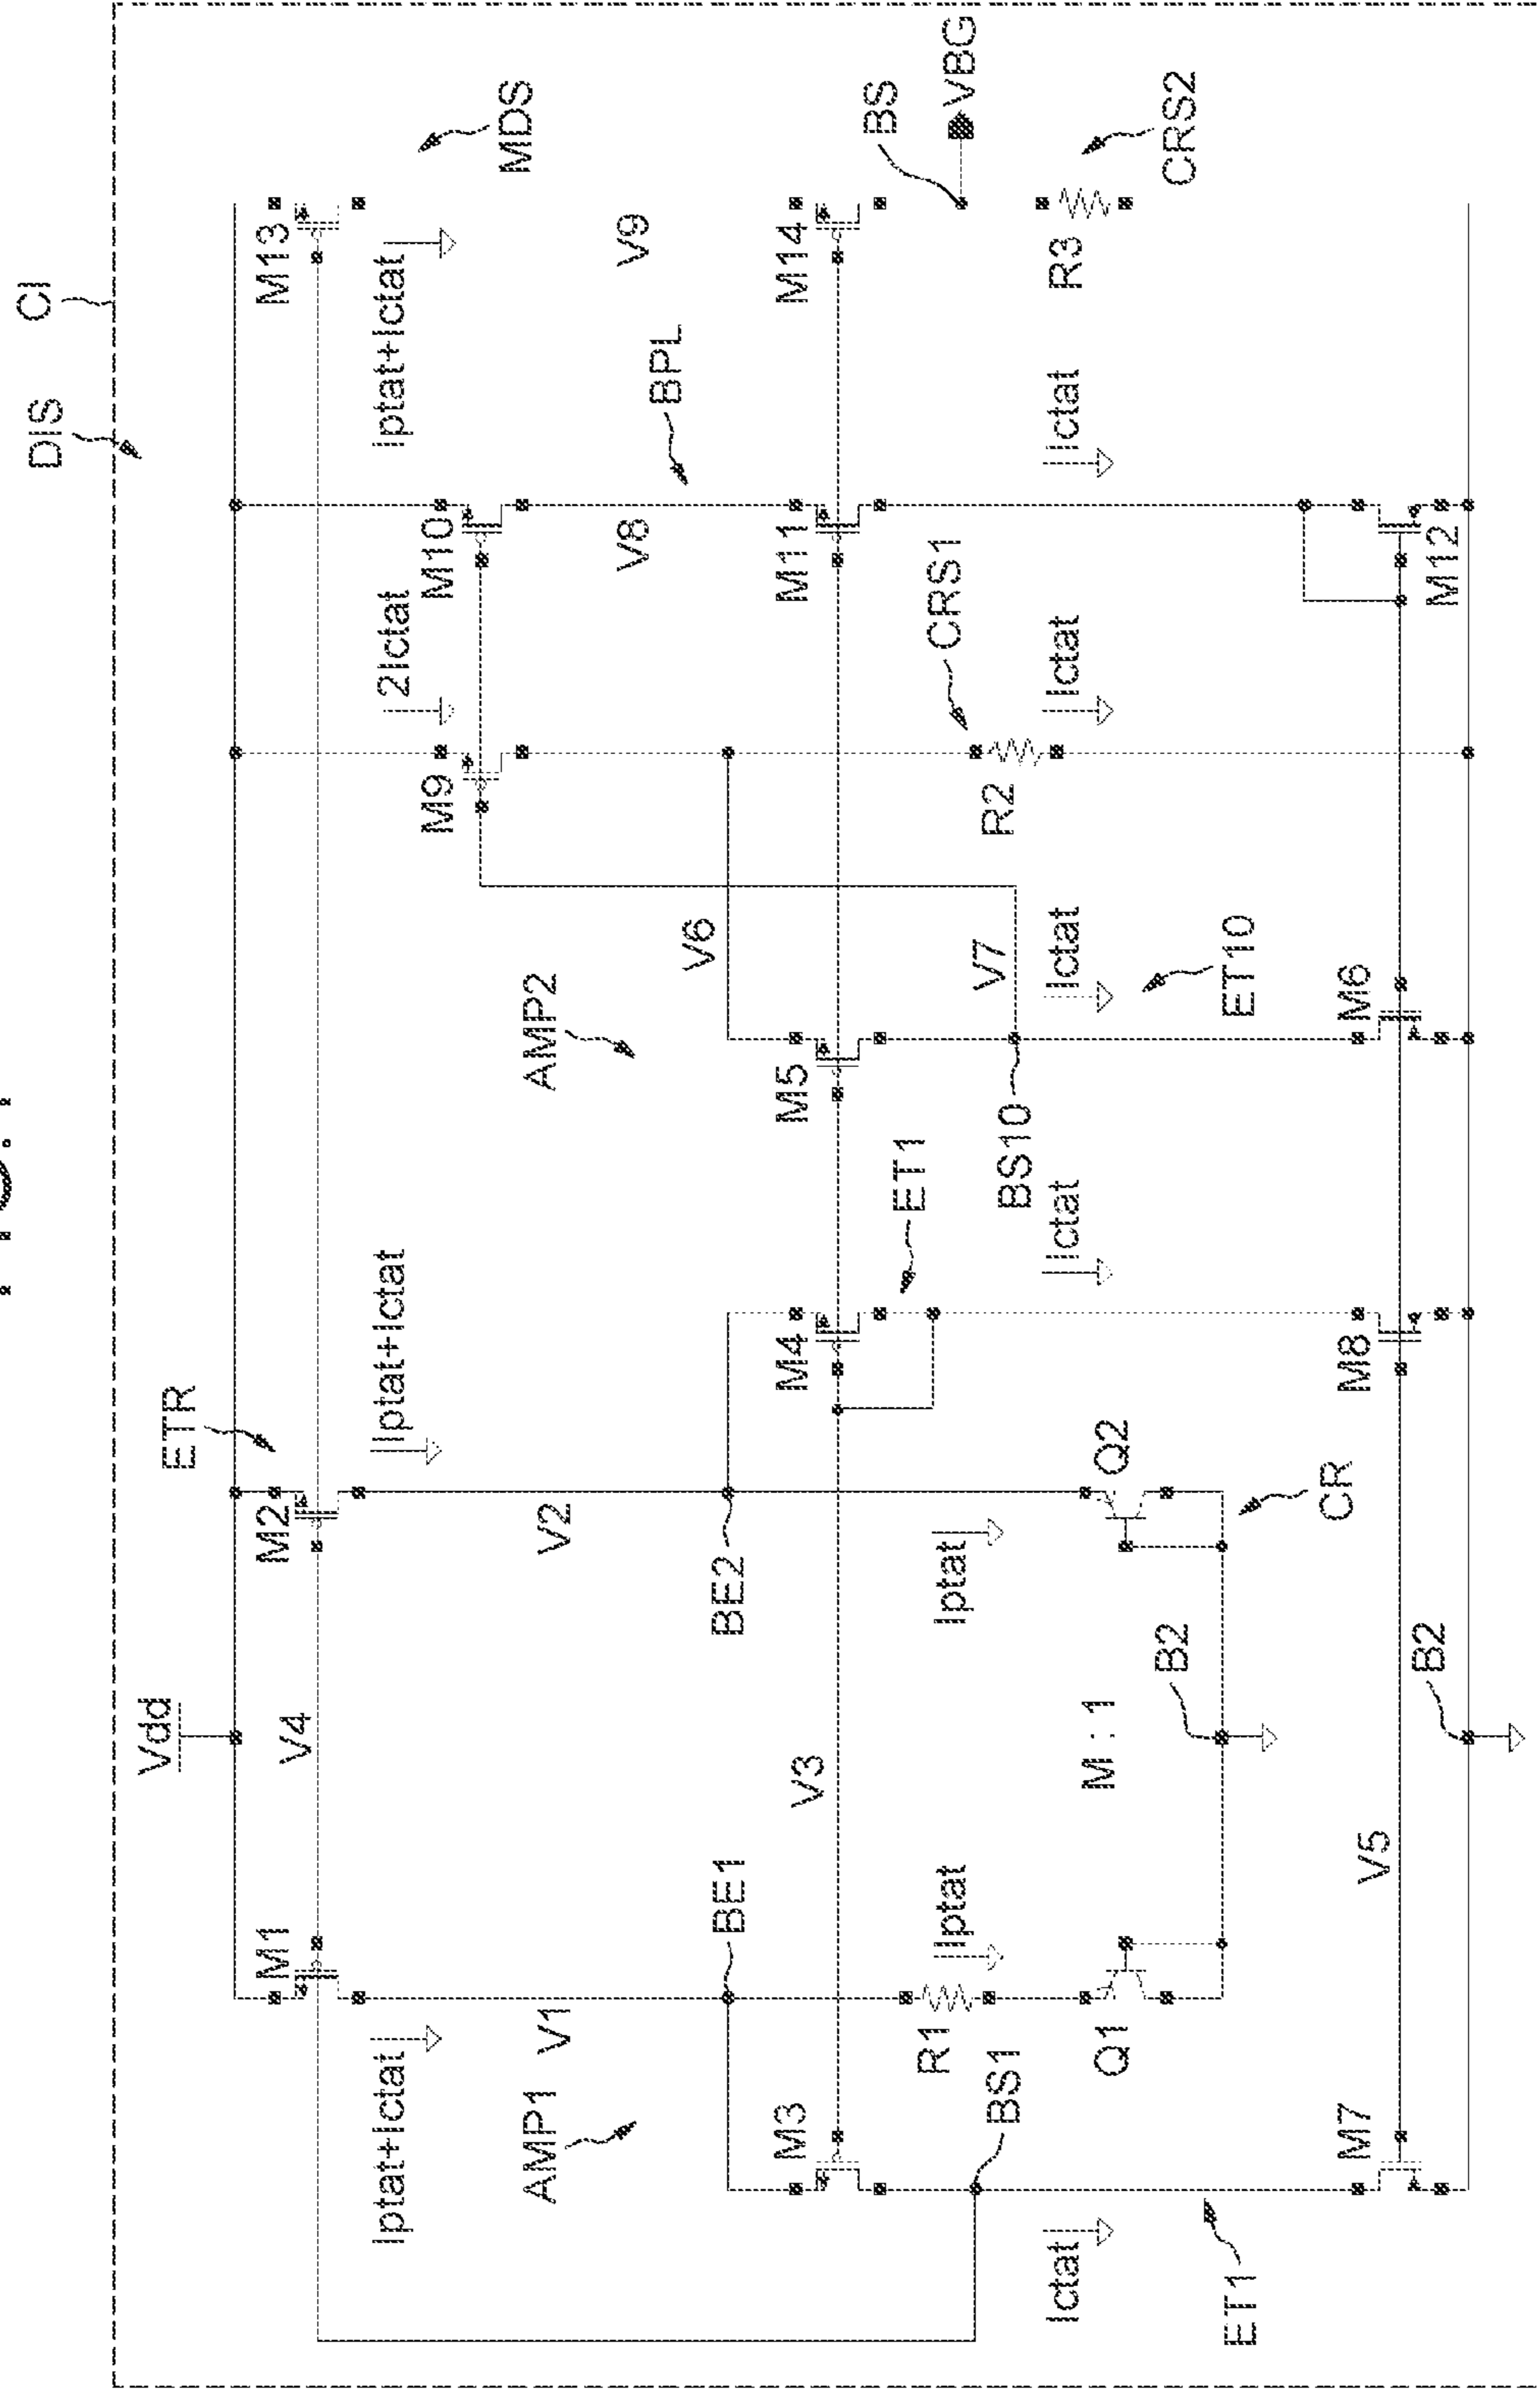 CI
DIS
Vdd
ETR
M1
V4
M2
M13
MDS
Iptat+Ictat
Iptat+Ictat
2Ictat
Iptat+Ictat
M9
M10
AMP1
V1
V2
AMP2
V8
BPL
V9
BE1
BE2
V6
M3
V3
M4
M5
M11
M14
BS
ET1
CRS1
VBG
R1
Iptat
Iptat
BS1
BS10
V7
R2
Ictat
Ictat
Ictat
Ictat
Ictat
R3
CRS2
Q1
M : 1
Q2
B2
ET1
CR
ET10
M7
V5
M8
M6
B2
M12